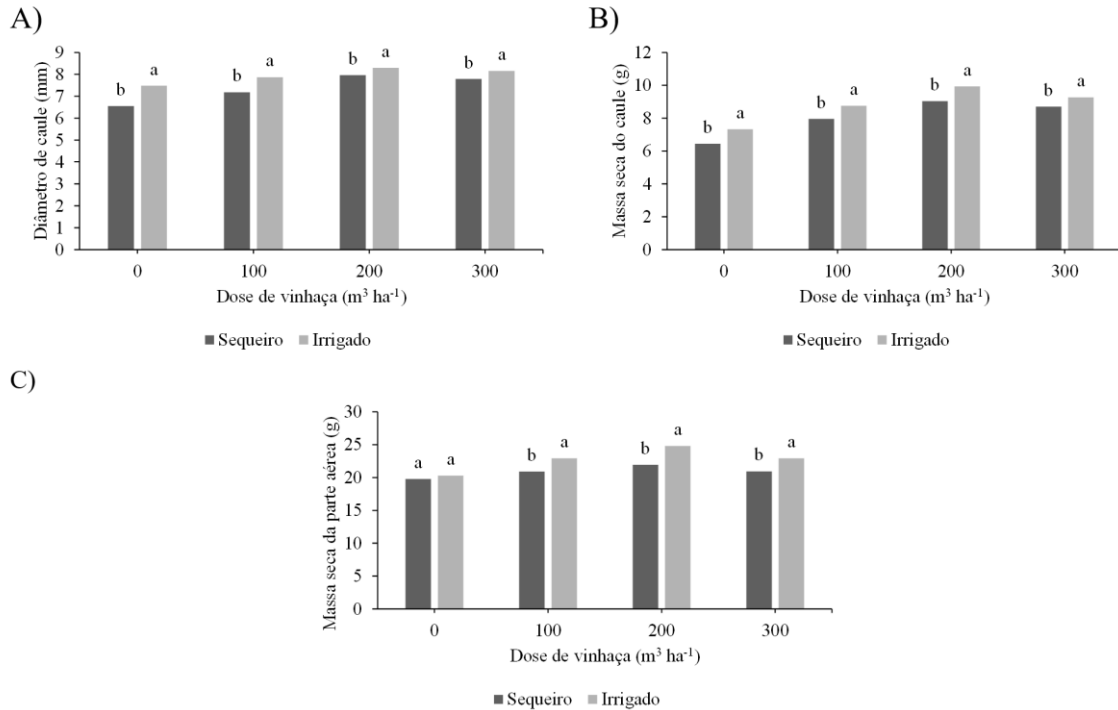 A)
Diâmetro de caule (mm)
9
8
7
6
5
4
3
2
1
0
b a b a b a b a
0 100 200 300
Dose de vinhaça (m³ ha⁻¹)
Sequeiro Irrigado
B)
Massa seca do caule (g)
12
10
8
6
4
2
0
b a b a b a b a
0 100 200 300
Dose de vinhaça (m³ ha⁻¹)
Sequeiro Irrigado
C)
Massa seca da parte aérea (g)
30
25
20
15
10
5
0
a a b a b a b a
0 100 200 300
Dose de vinhaça (m³ ha⁻¹)
Sequeiro Irrigado